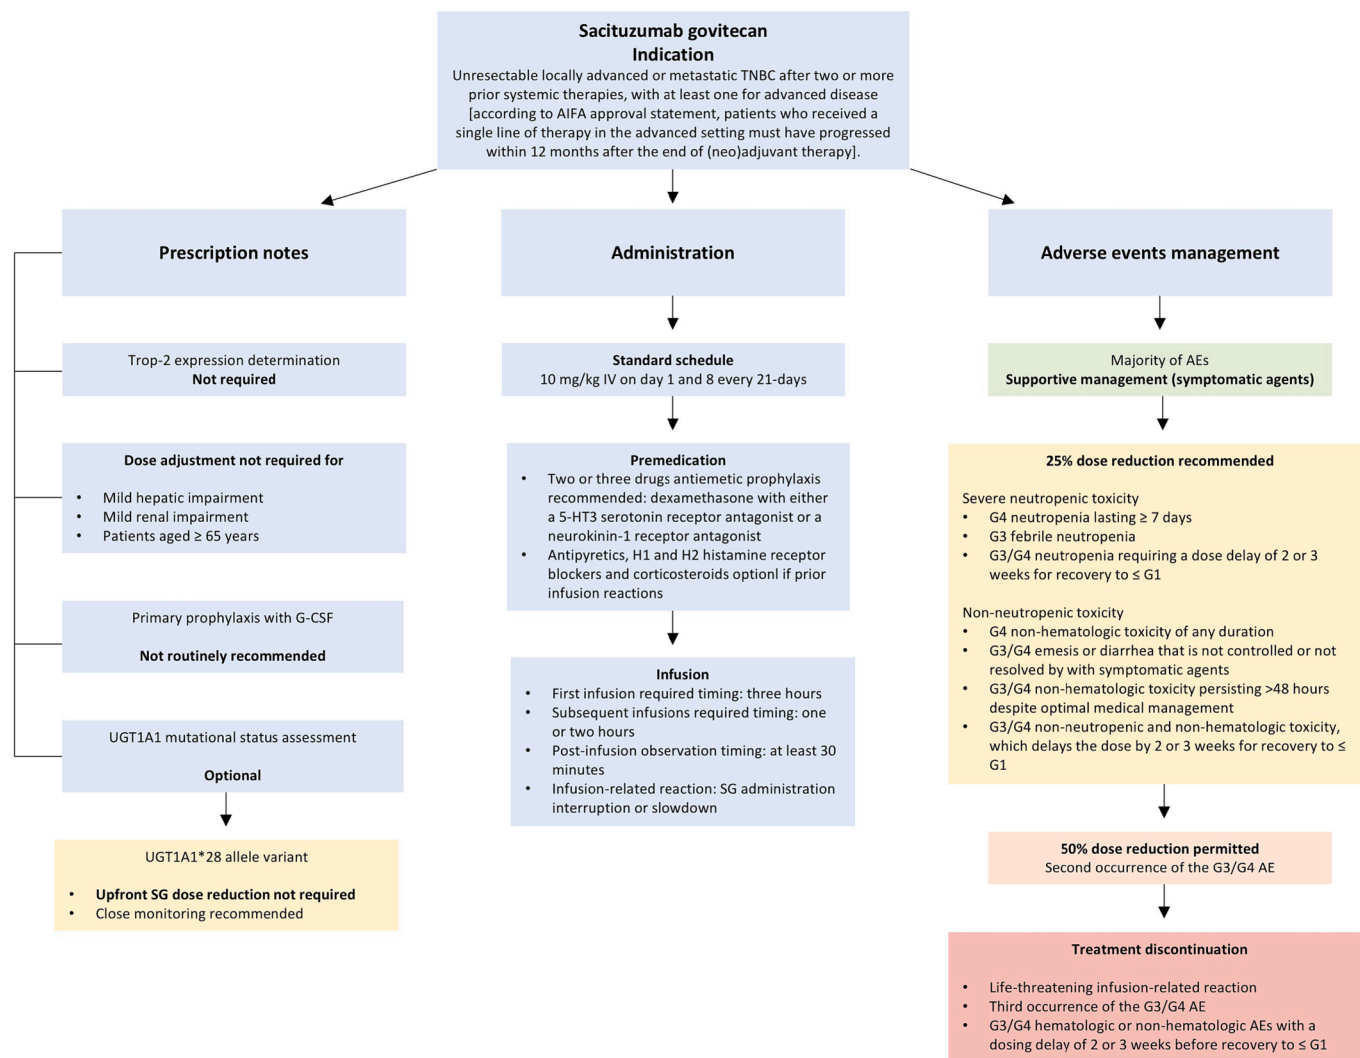 Sacituzumab govitecan
Indication
Unresectable locally advanced or metastatic TNBC after two or more
prior systemic therapies, with at least one for advanced disease
[according to AIFA approval statement, patients who received a
single line of therapy in the advanced setting must have progressed
within 12 months after the end of (neo)adjuvant therapy].
Prescription notes
Trop-2 expression determination
Not required
Dose adjustment not required for
• Mild hepatic impairment
• Mild renal impairment
• Patients aged ≥ 65 years
Primary prophylaxis with G-CSF
Not routinely recommended
UGT1A1 mutational status assessment
Optional
UGT1A1*28 allele variant
• Upfront SG dose reduction not required
• Close monitoring recommended
Administration
Standard schedule
10 mg/kg IV on day 1 and 8 every 21-days
Premedication
• Two or three drugs antiemetic prophylaxis
recommended: dexamethasone with either
a 5-HT3 serotonin receptor antagonist or a
neurokinin-1 receptor antagonist
• Antipyretics, H1 and H2 histamine receptor
blockers and corticosteroids optionl if prior
infusion reactions
Infusion
• First infusion required timing: three hours
• Subsequent infusions required timing: one
or two hours
• Post-infusion observation timing: at least 30
minutes
• Infusion-related reaction: SG administration
interruption or slowdown
Adverse events management
Majority of AEs
Supportive management (symptomatic agents)
25% dose reduction recommended
Severe neutropenic toxicity
• G4 neutropenia lasting ≥ 7 days
• G3 febrile neutropenia
• G3/G4 neutropenia requiring a dose delay of 2 or 3
weeks for recovery to ≤ G1
Non-neutropenic toxicity
• G4 non-hematologic toxicity of any duration
• G3/G4 emesis or diarrhea that is not controlled or not
resolved by with symptomatic agents
• G3/G4 non-hematologic toxicity persisting >48 hours
despite optimal medical management
• G3/G4 non-neutropenic and non-hematologic toxicity,
which delays the dose by 2 or 3 weeks for recovery to ≤
G1
50% dose reduction permitted
Second occurrence of the G3/G4 AE
Treatment discontinuation
• Life-threatening infusion-related reaction
• Third occurrence of the G3/G4 AE
• G3/G4 hematologic or non-hematologic AEs with a
dosing delay of 2 or 3 weeks before recovery to ≤ G1